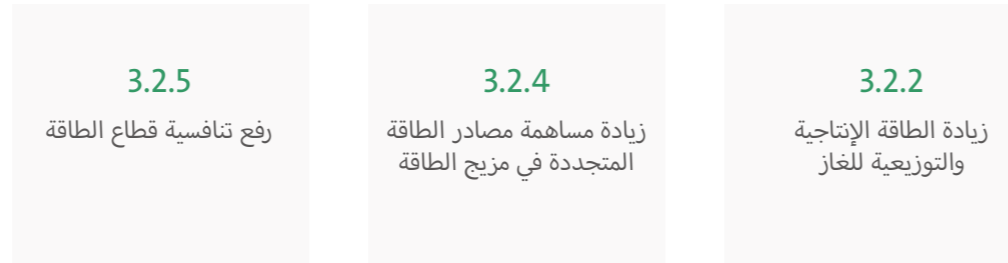 3.2.2
زيادة الطاقة الإنتاجية
والتوزيعية للغاز
3.2.4
زيادة مساهمة مصادر الطاقة
المتجددة في مزيج الطاقة
3.2.5
رفع تنافسية قطاع الطاقة